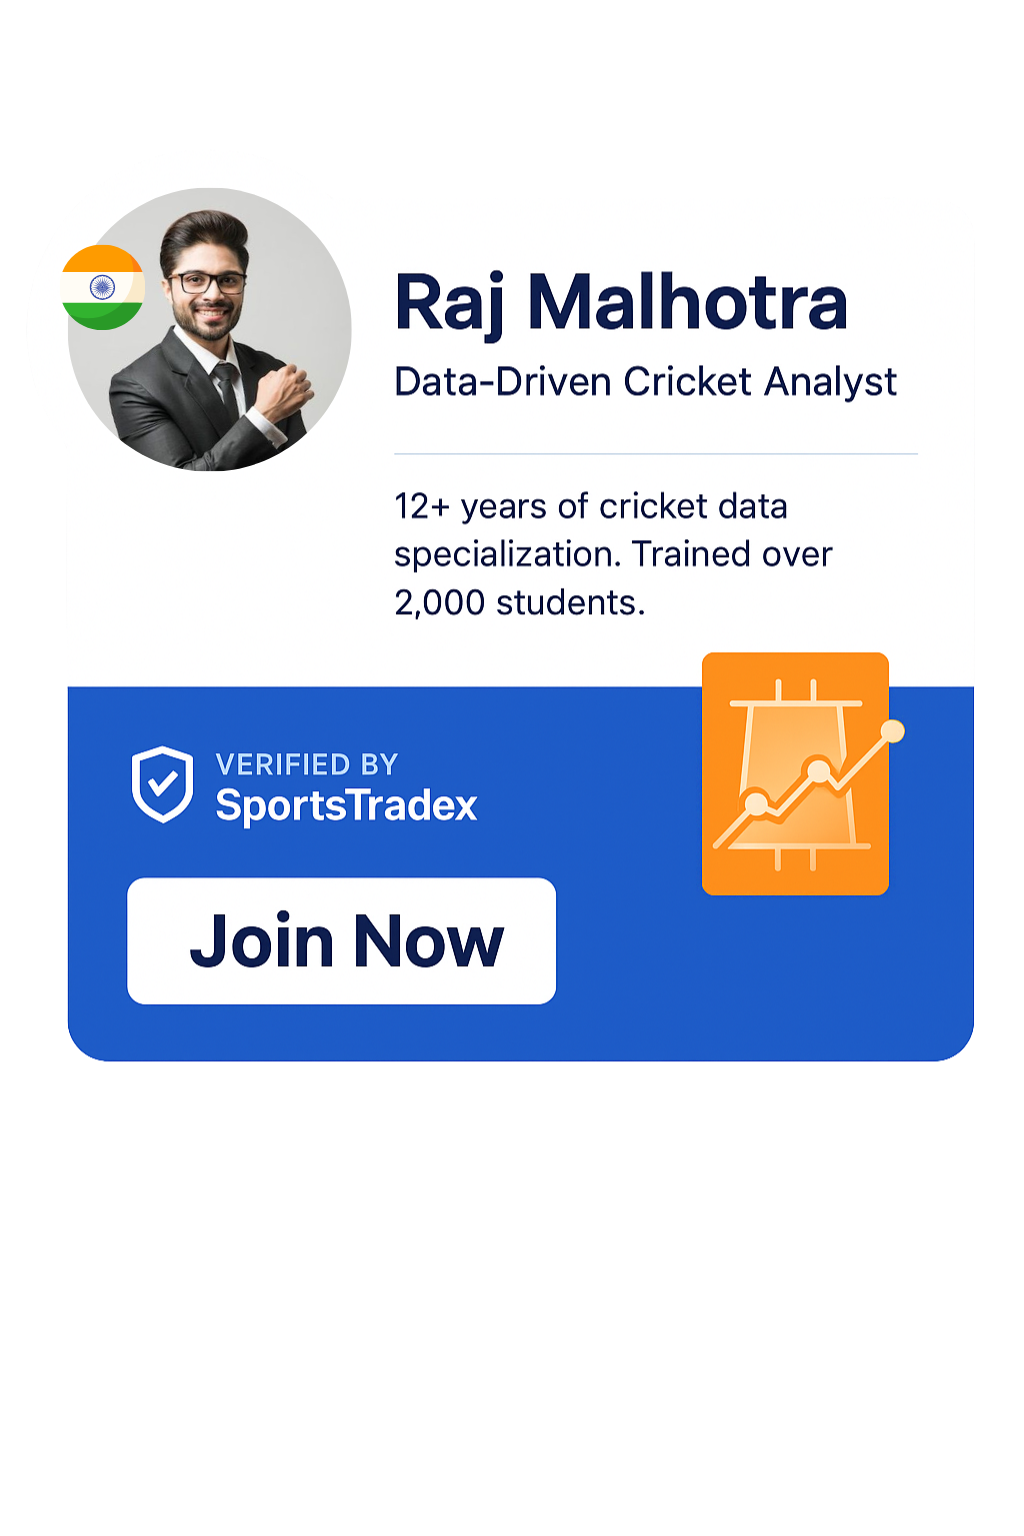 Raj Malhotra
Data-Driven Cricket Analyst
12+ years of cricket data
specialization. Trained over
2,000 students.
VERIFIED BY
SportsTradex
Join Now